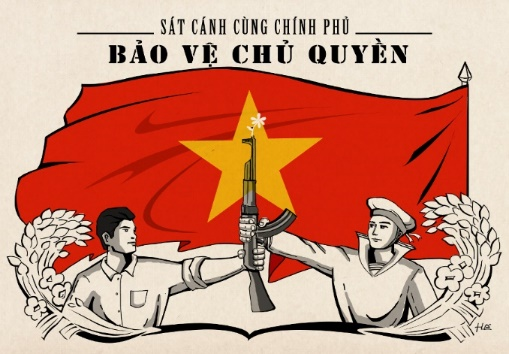 SÁT CÁNH CÙNG CHÍNH PHỦ
BẢO VỆ CHỦ QUYỀN